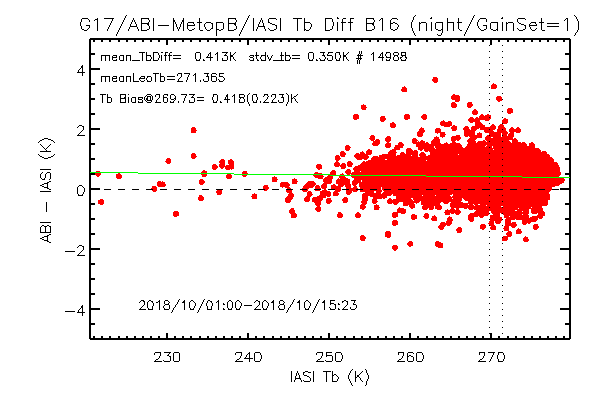 G17/ABI-MetopB/IASI Tb Diff B16 (night/GainSet=1)
mean_TbDiff= 0.413K stdv_tb= 0.350K # 14988
meanLeoTb=271.365
Tb Bias@269.73= 0.418(0.223)K
4
2
0
-2
-4
ABI - IASI (K)
2018/10/01:00-2018/10/15:23
230 240 250 260 270
IASI Tb (K)